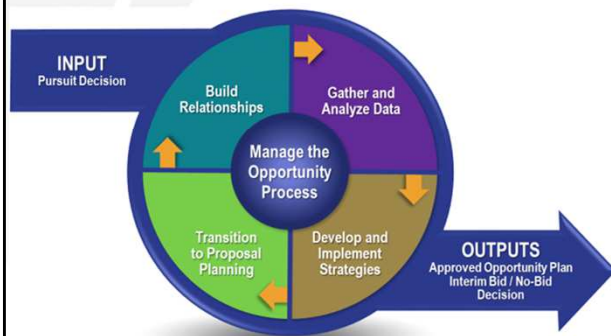 INPUT
Pursuit Decision
Build
Relationships
Gather and
Analyze Data
Manage the
Opportunity
Process
Transition
to Proposal
Planning
Develop and
Implement
Strategies
OUTPUTS
Approved Opportunity Plan
Interim Bid / No-Bid
Decision